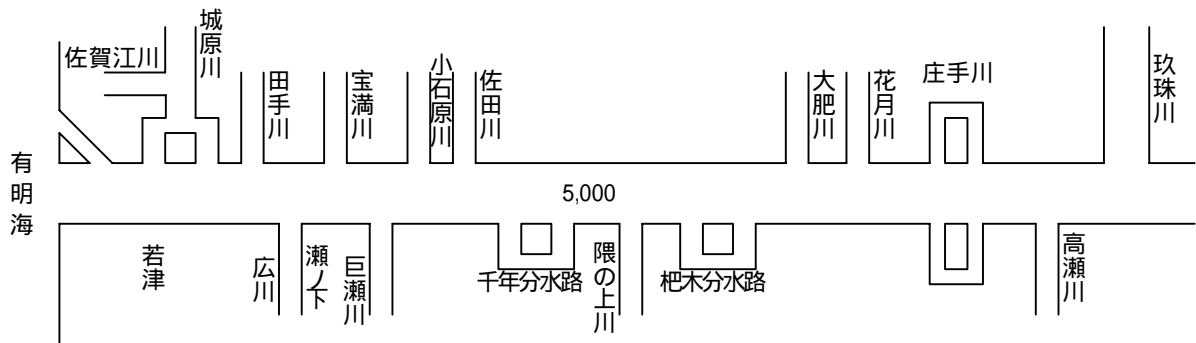 佐賀江川
城原川
田手川
宝満川
小石原川
佐田川
大肥川
花月川
庄手川
玖珠川
有明海
5,000
若津
広川
瀬ノ下
巨瀬川
千年分水路
隈の上川
杷木分水路
高瀬川